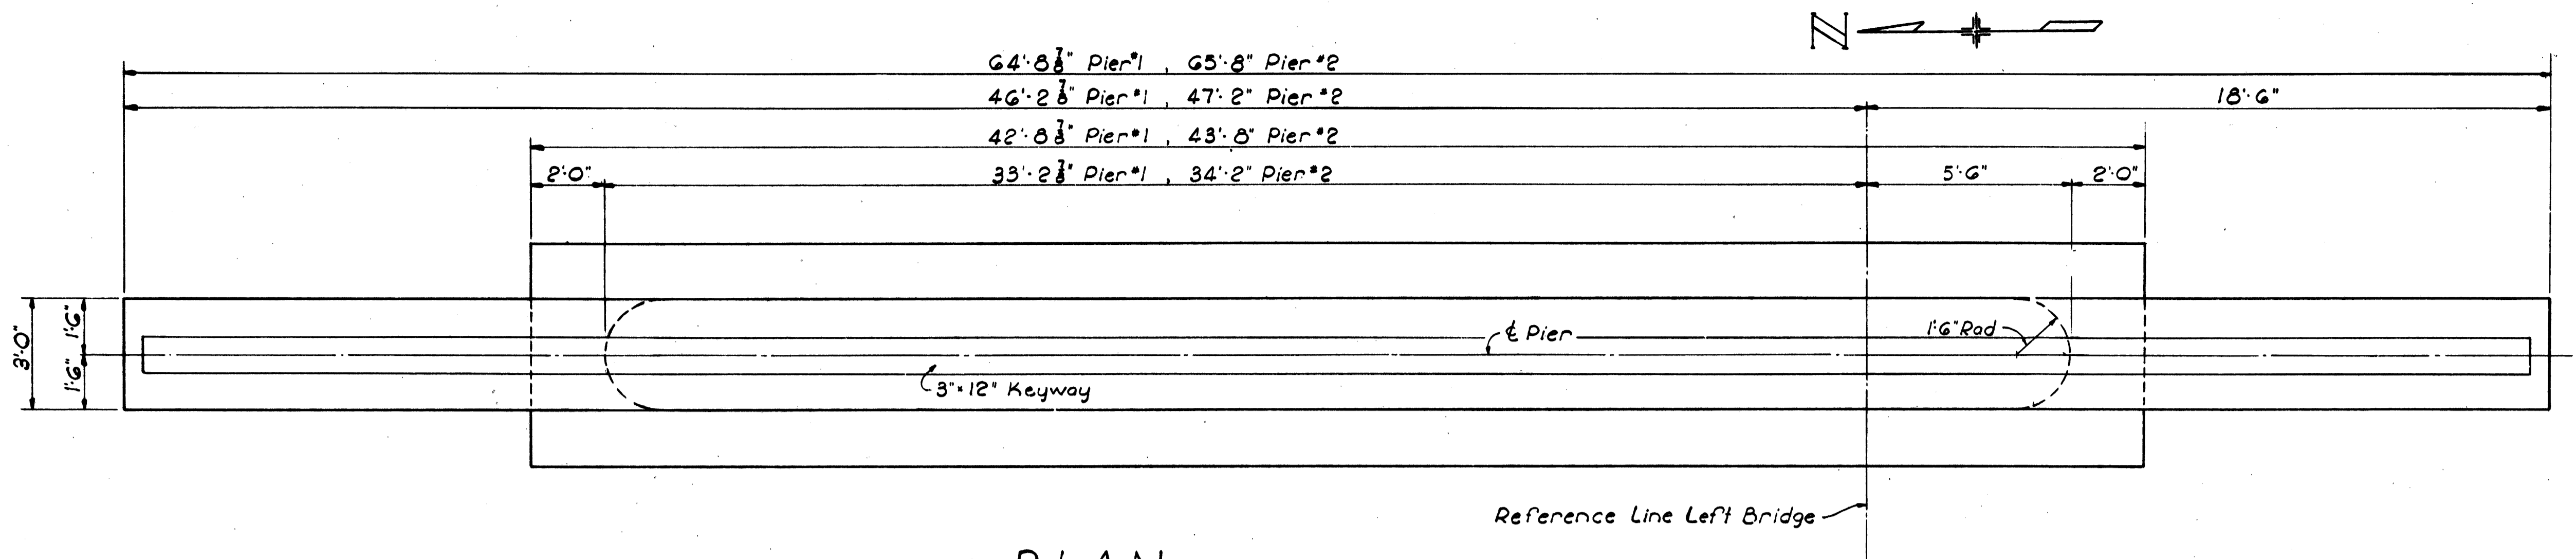 N
64'-8 7/8" Pier #1 , 65'-8" Pier #2
46'-2 7/8" Pier #1 , 47'-2" Pier #2
18'-6"
42'-8 7/8" Pier #1 , 43'-8" Pier #2
2'-0"
33'-2 7/8" Pier #1 , 34'-2" Pier #2
5'-6"
2'-0"
3'-0"
1'-6"
1'-6"
℄ Pier
1'-6" Rad
3" x 12" Keyway
Reference Line Left Bridge
PLAN